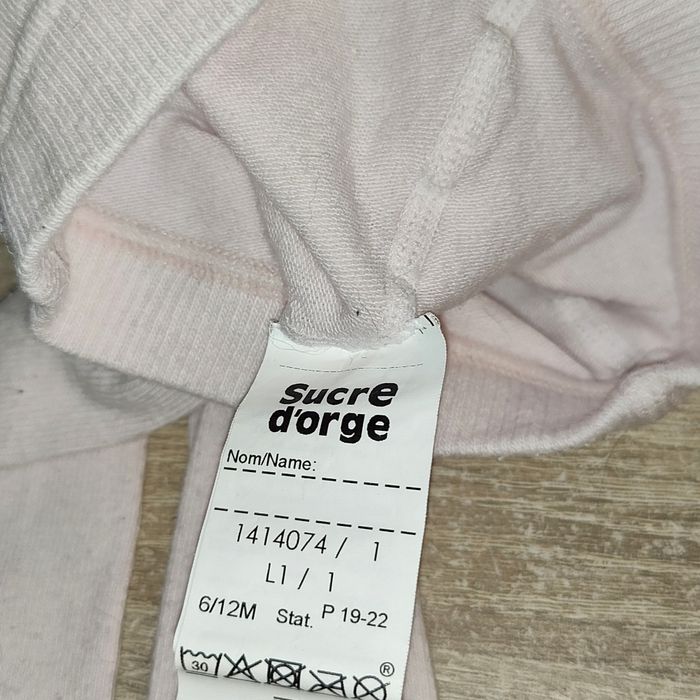 Sucre
d'orge
Nom/Name:
1414074 / 1
L1 / 1
6/12M Stat. P 19-22
30
®